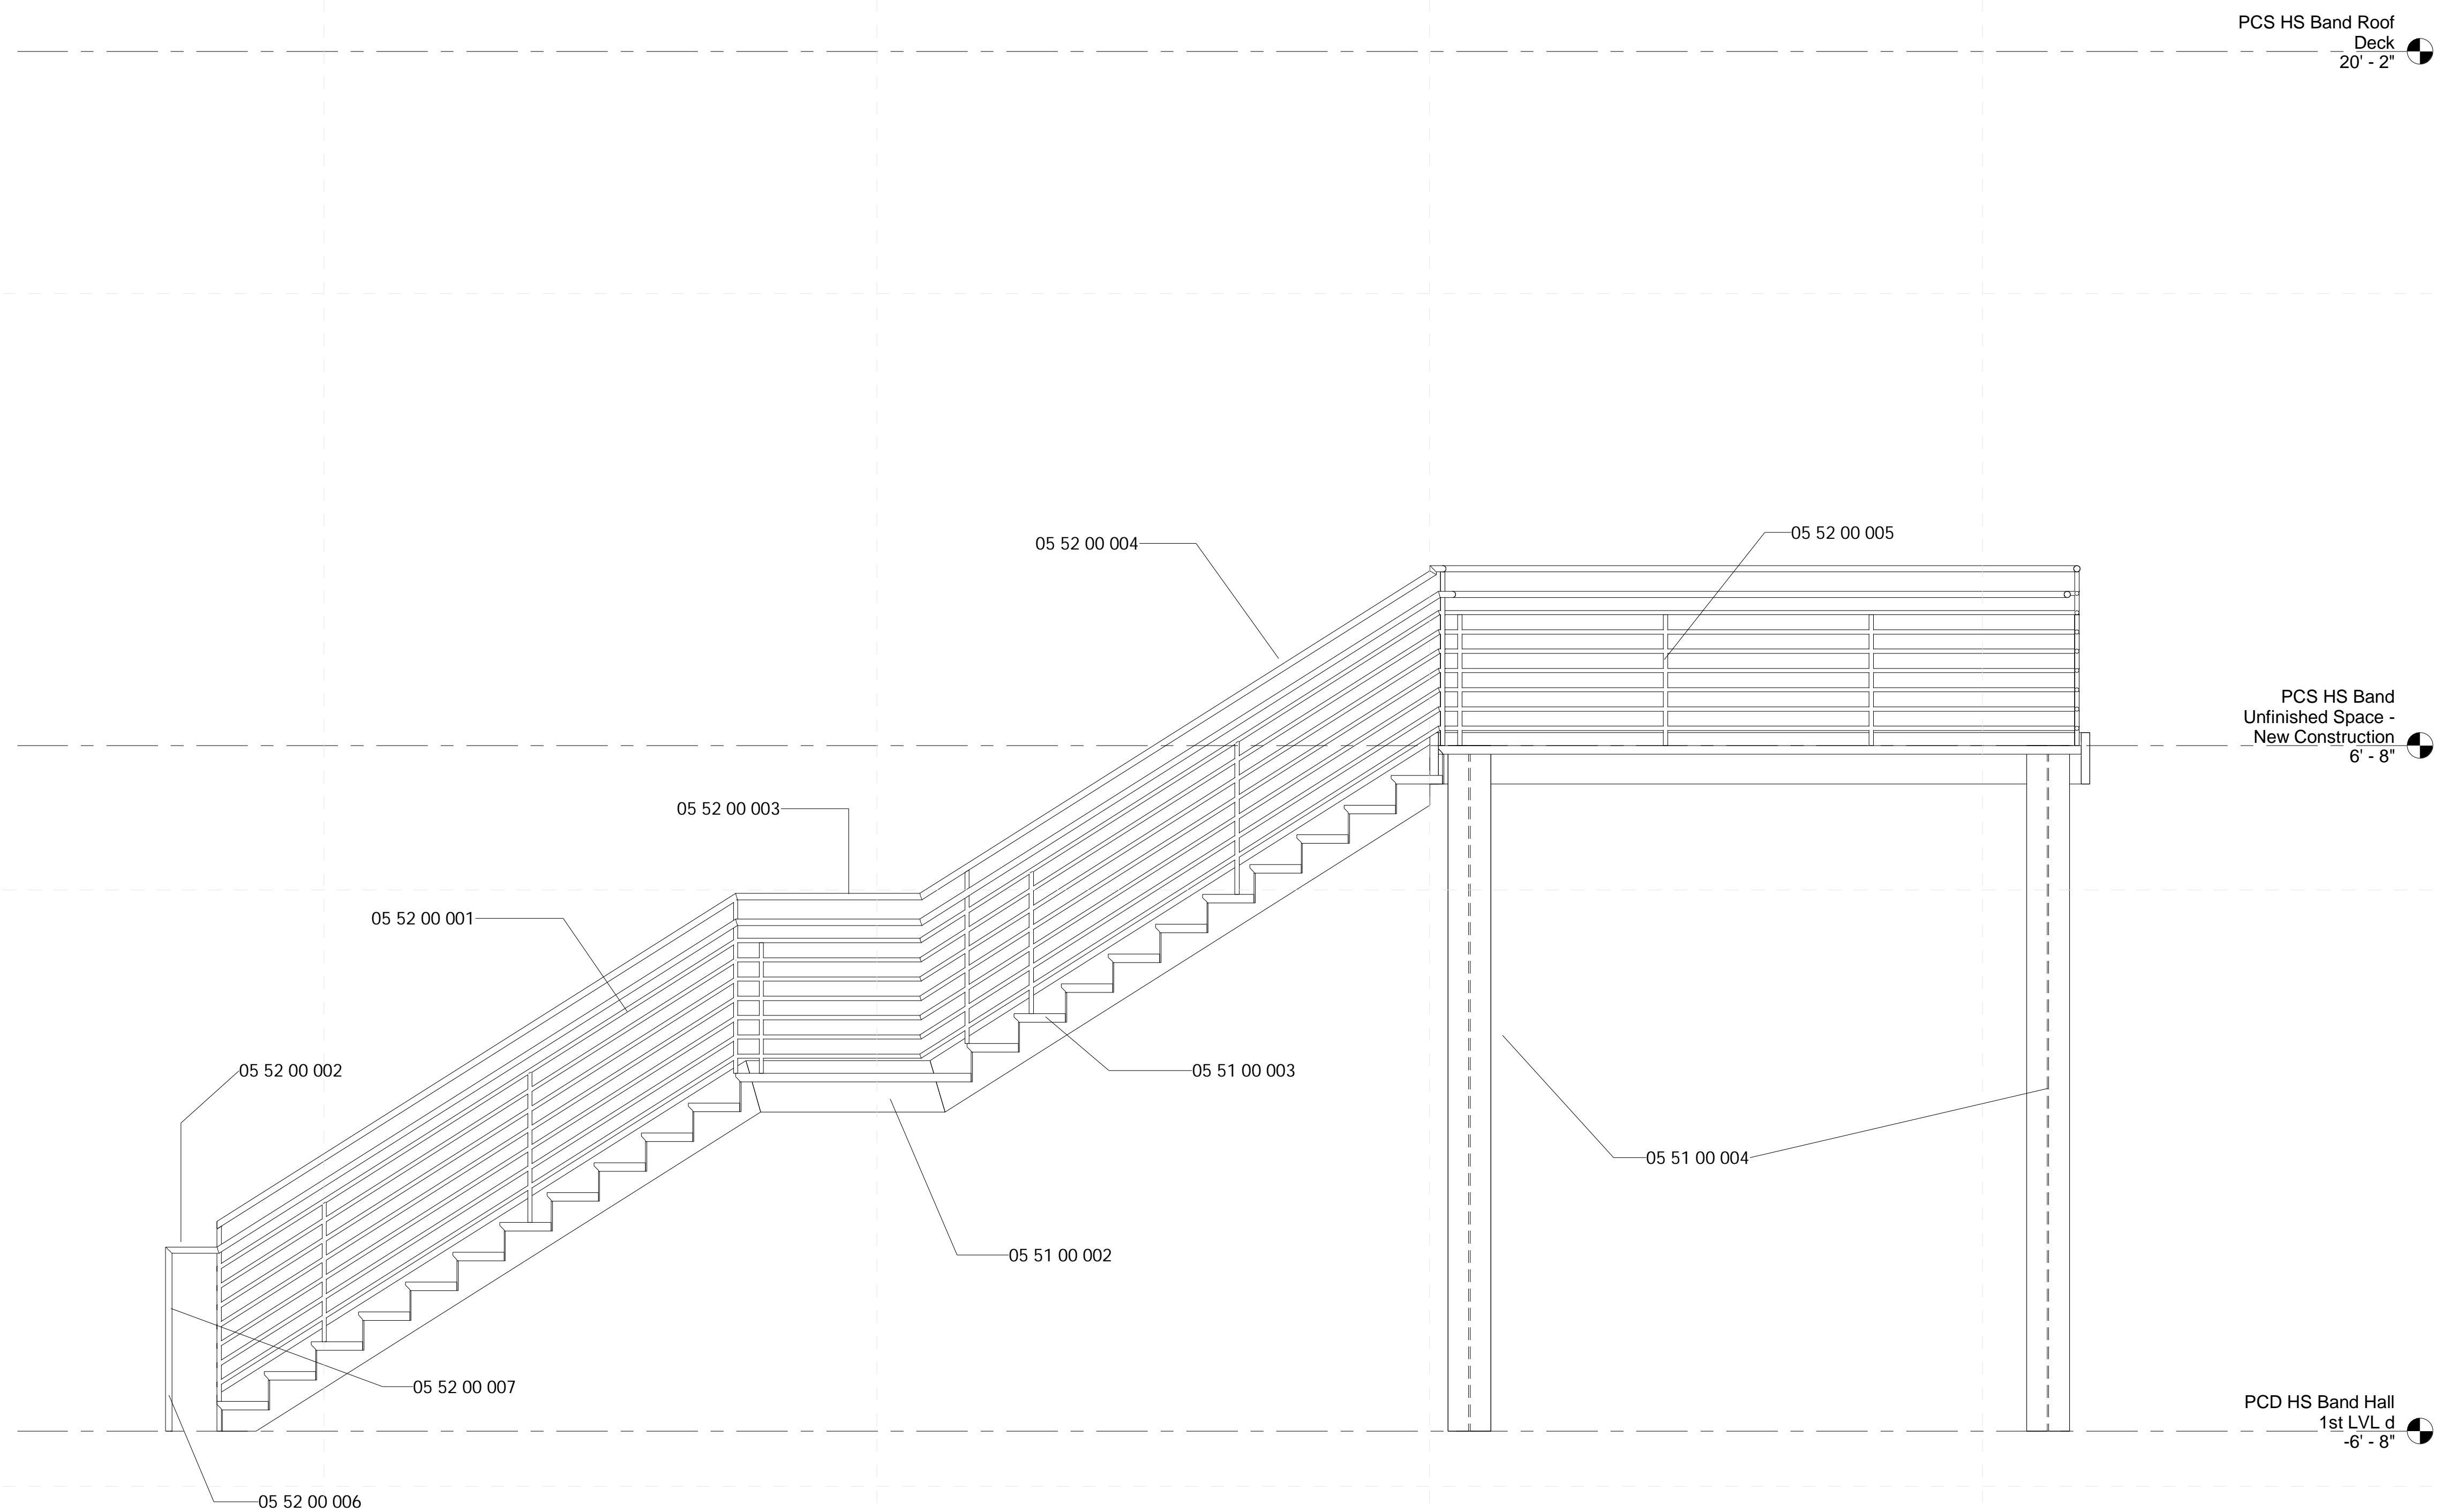 PCS HS Band Roof
Deck
20' - 2"
05 52 00 004
05 52 00 005
PCS HS Band
Unfinished Space -
New Construction
6' - 8"
05 52 00 003
05 52 00 001
05 52 00 002
05 51 00 003
05 51 00 004
05 51 00 002
05 52 00 007
PCD HS Band Hall
1st LVL d
-6' - 8"
05 52 00 006